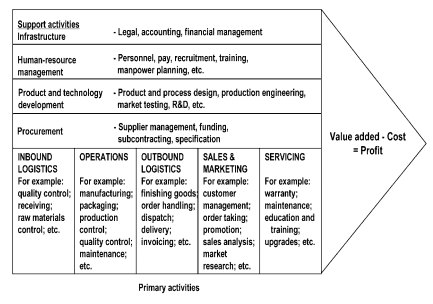 Support activities
Infrastructure - Legal, accounting, financial management
Human-resource - Personnel, pay, recruitment, training,
management manpower planning, etc.
Product and technology - Product and process design, production engineering,
development market testing, R&D, etc.
Procurement - Supplier management, funding,
subcontracting, specification
Value added - Cost
= Profit
INBOUND
LOGISTICS
For example:
quality control;
receiving;
raw materials
control; etc.
OPERATIONS
For example:
manufacturing;
packaging;
production
control;
quality control;
maintenance;
etc.
OUTBOUND
LOGISTICS
For example:
finishing goods;
order handling;
dispatch;
delivery;
invoicing; etc.
SALES &
MARKETING
For example:
customer
management;
order taking;
promotion;
sales analysis;
market
research; etc.
SERVICING
For example:
warranty;
maintenance;
education and
training;
upgrades; etc.
Primary activities